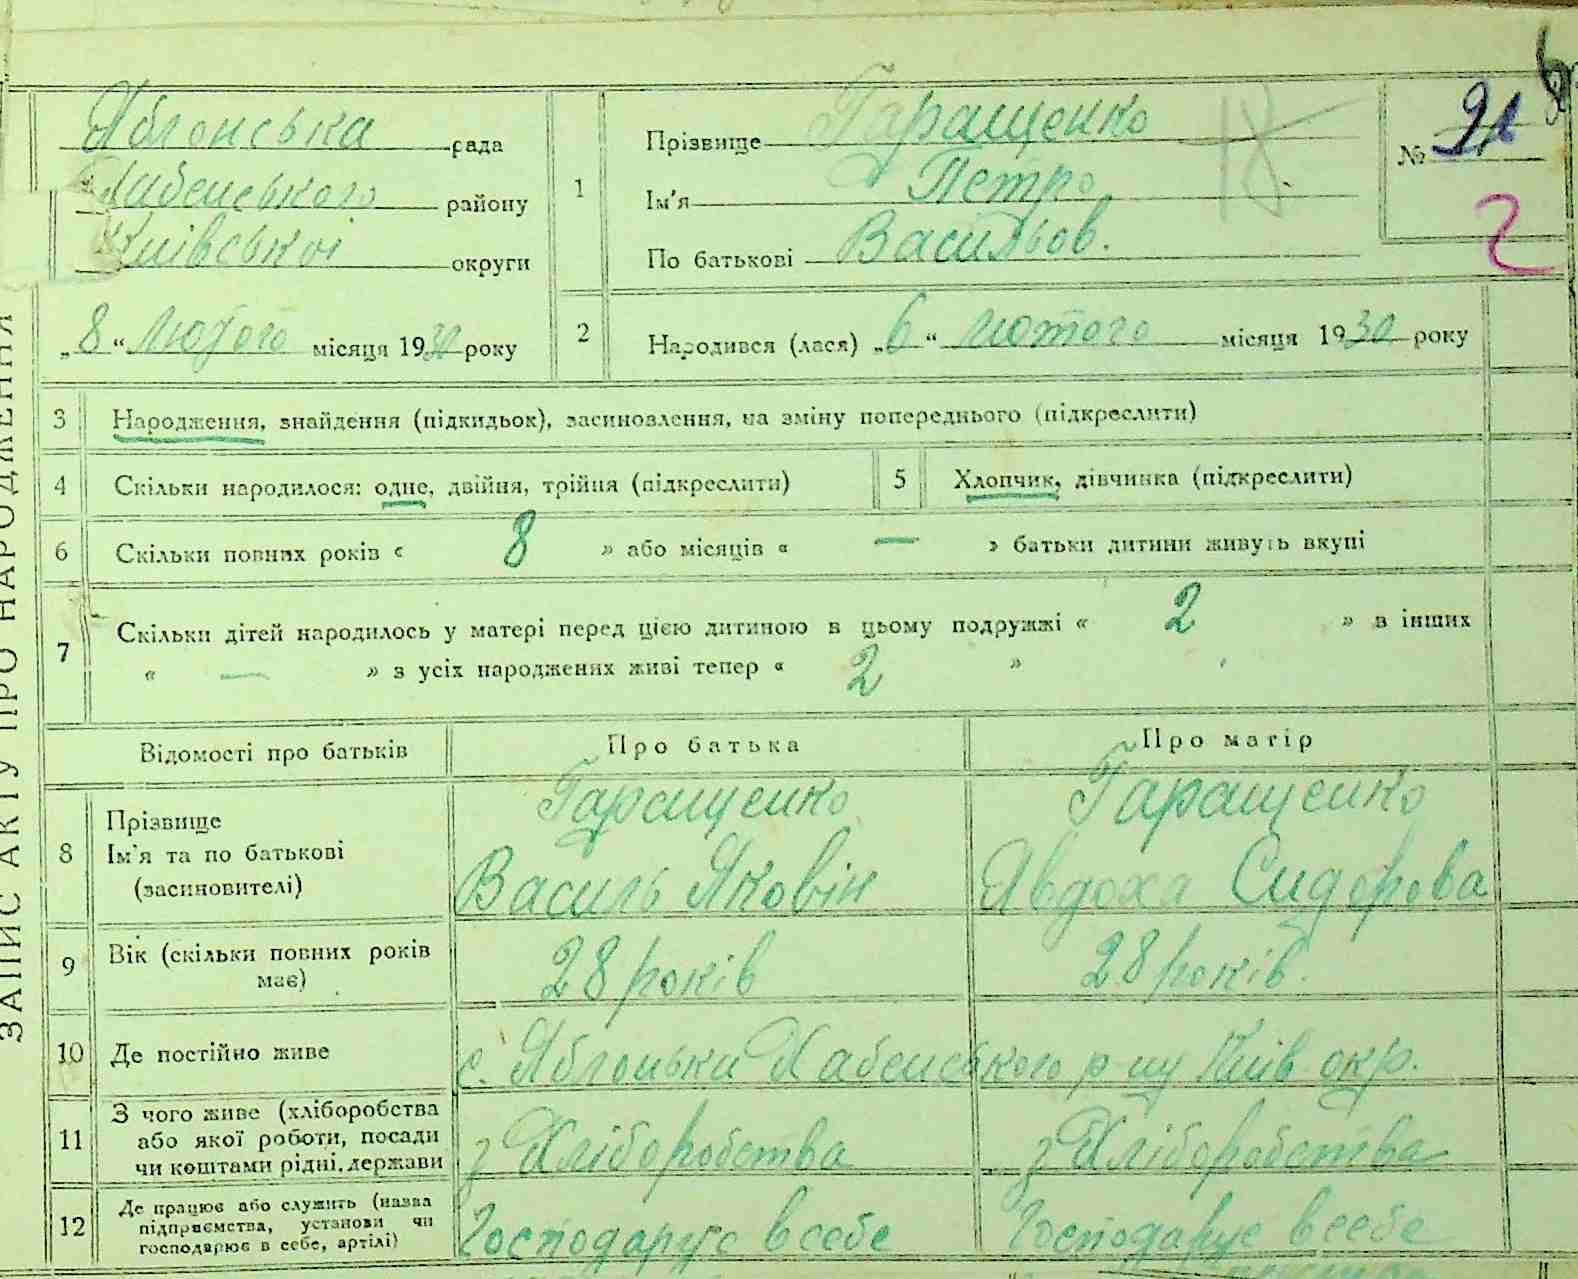 ЗАПИС АКТУ ПРО НАРОДЖЕННЯ
Яблонська рада
Хабенського району
Київської округи
„8“ Лютого місяця 1930 року
1
Прізвище Гаращенко
Ім'я Петро
По батькові Васильов.
18
№ 21
2
2 Народився (лася) „6“ лютого місяця 1930 року
3 Народження, знайдення (підкидьок), засиновлення, на зміну попереднього (підкреслити)
4 Скільки народилося: одне, двійня, трійня (підкреслити)
5 Хлопчик, дівчинка (підкреслити)
6 Скільки повних років « 8 » або місяців « — » батьки дитини живуть вкупі
7 Скільки дітей народилось у матері перед цією дитиною в цьому подружжі « 2 » в інших
« — » з усіх народжених живі тепер « 2 »
Відомості про батьків
Про батька
Про матір
8
Прізвище
Ім'я та по батькові
(засиновителі)
Гаращенко
Василь Яковів
Гаращенко
Явдоха Сидорова
9 Вік (скільки повних років
має)
28 років
28 років.
10 Де постійно живе
с. Яблоньки Хабенського р-ну Київ. окр.
11
З чого живе (хліборобства
або якої роботи, посади
чи коштами рідні, держави
з Хліборобства
з Хліборобства
12
Де працює або служить (назва
підприємства, установи чи
господарює в себе, артілі)
Господарує в себе
Господарує в себе